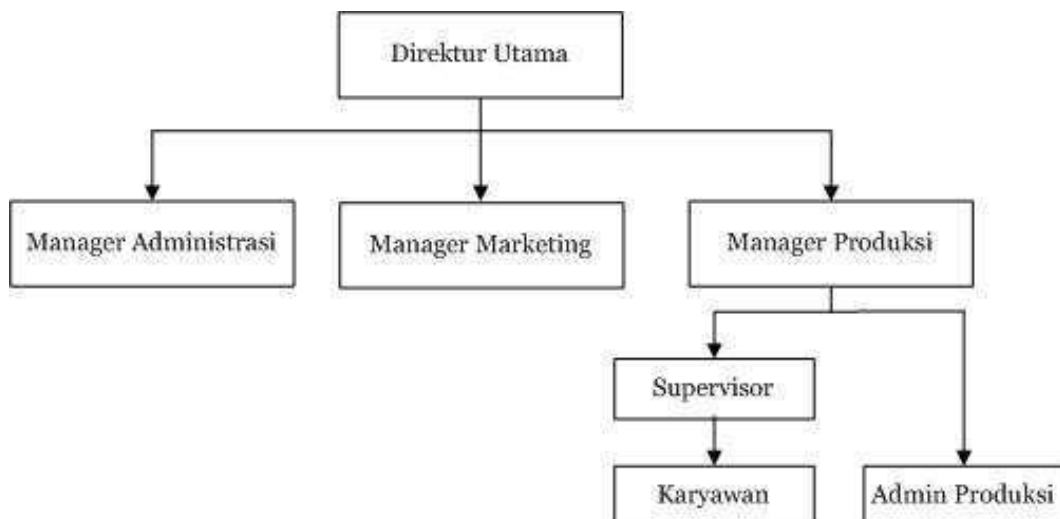 Direktur Utama
Manager Administrasi
Manager Marketing
Manager Produksi
Supervisor
Karyawan
Admin Produksi